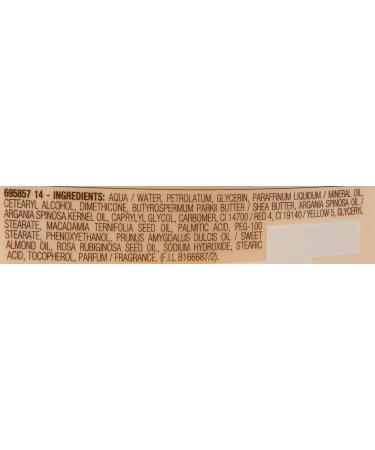 695857 14 - INGREDIENTS: AQUA / WATER, PETROLATUM, GLYCERIN, PARAFFINUM LIQUIDUM / MINERAL OIL,
CETEARYL ALCOHOL, DIMETHICONE, BUTYROSPERMUM PARKII BUTTER / SHEA BUTTER, ARGANIA SPINOSA OIL /
ARGANIA SPINOSA KERNEL OIL, CAPRYLYL GLYCOL, CARBOMER, CI 14700 / RED 4, CI 19140 / YELLOW 5, GLYCERYL
STEARATE, MACADAMIA TERNIFOLIA SEED OIL, PALMITIC ACID, PEG-100
STEARATE, PHENOXYETHANOL, PRUNUS AMYGDALUS DULCIS OIL / SWEET
ALMOND OIL, ROSA RUBIGINOSA SEED OIL, SODIUM HYDROXIDE, STEARIC
ACID, TOCOPHEROL, PARFUM / FRAGRANCE. (F.I.L B166687/2).